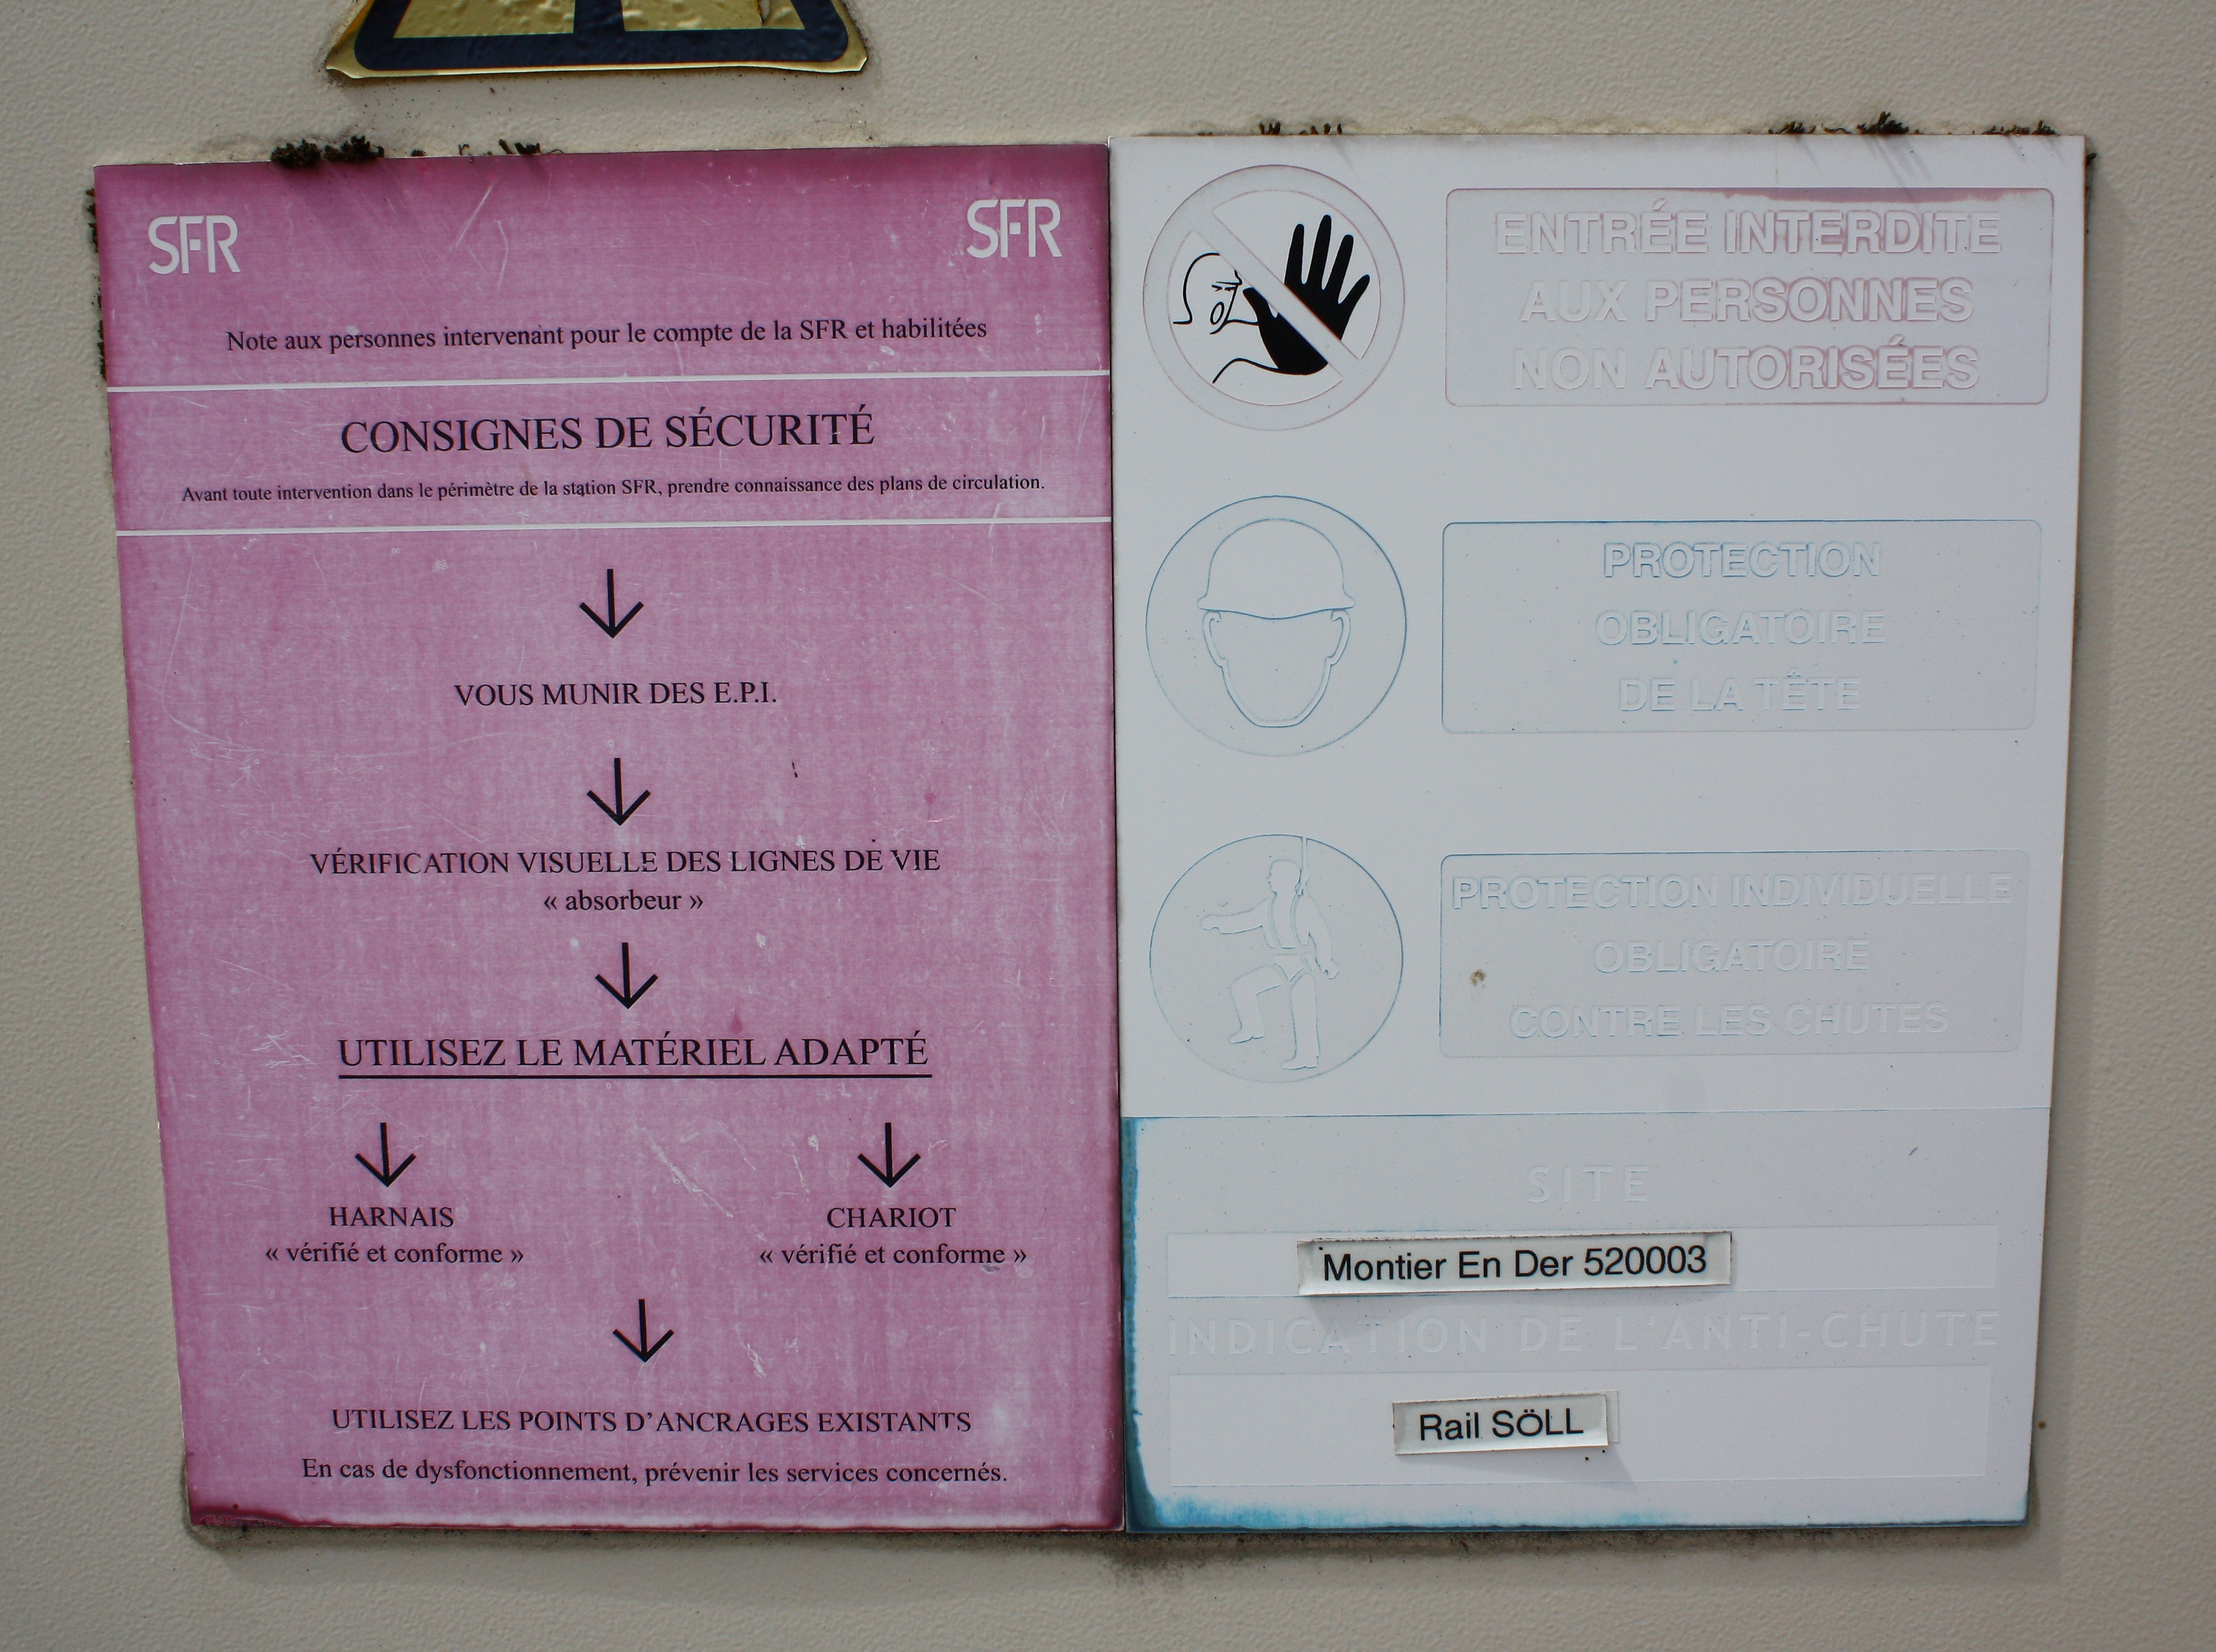 SFR
SFR
Note aux personnes intervenant pour le compte de la SFR et habilitées
CONSIGNES DE SÉCURITÉ
Avant toute intervention dans le périmètre de la station SFR, prendre connaissance des plans de circulation.
VOUS MUNIR DES E.P.I.
VÉRIFICATION VISUELLE DES LIGNES DE VIE
« absorbeur »
UTILISEZ LE MATÉRIEL ADAPTÉ
HARNAIS
« vérifié et conforme »
CHARIOT
« vérifié et conforme »
UTILISEZ LES POINTS D’ANCRAGES EXISTANTS
En cas de dysfonctionnement, prévenir les services concernés.
ENTRÉE INTERDITE
AUX PERSONNES
NON AUTORISÉES
PROTECTION
OBLIGATOIRE
DE LA TÊTE
PROTECTION INDIVIDUELLE
OBLIGATOIRE
CONTRE LES CHUTES
SITE
Montier En Der 520003
INDICATION DE L'ANTI-CHUTE
Rail SÖLL